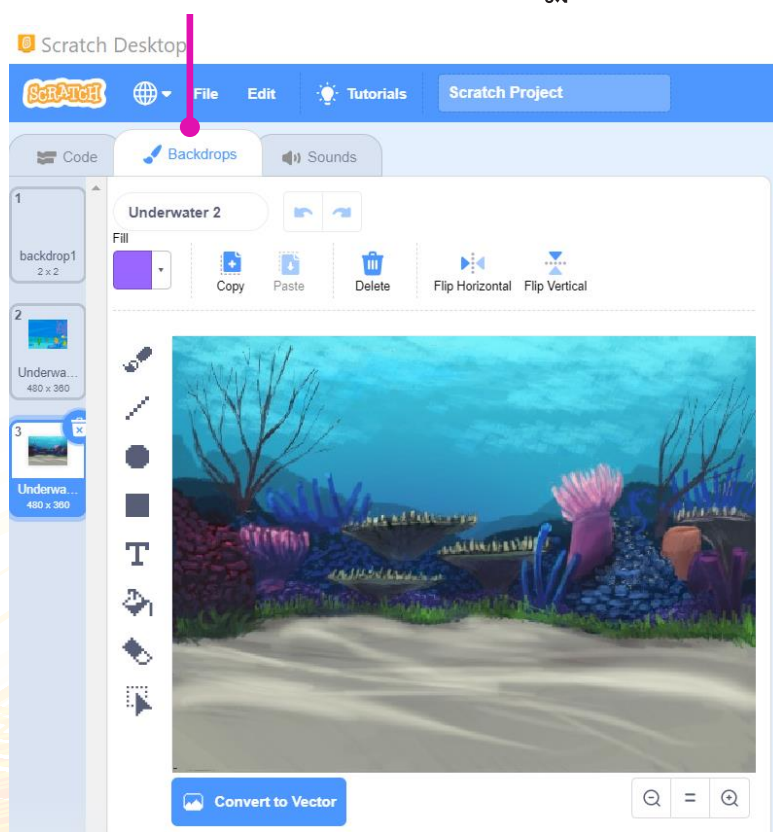 Scratch Desktop
SCRATCH File Edit Tutorials Scratch Project
Code Backdrops Sounds
1
backdrop1
2 x 2
2
Underwa...
480 x 360
3
Underwa...
480 x 360
Underwater 2
Fill
Copy Paste Delete Flip Horizontal Flip Vertical
T
Convert to Vector
=